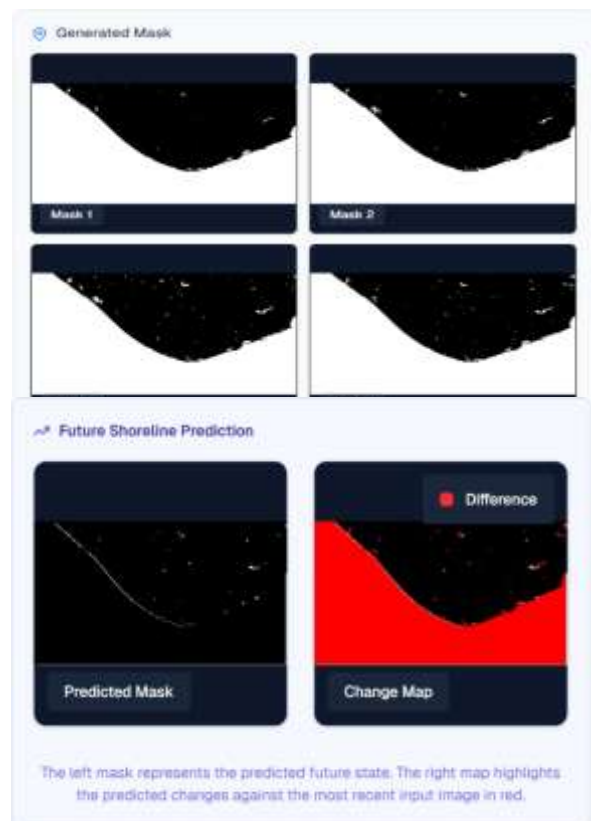 Generated Mask
Mask 1
Mask 2
Future Shoreline Prediction
Difference
Predicted Mask
Change Map
The left mask represents the predicted future state. The right map highlights
the predicted changes against the most recent input image in red.